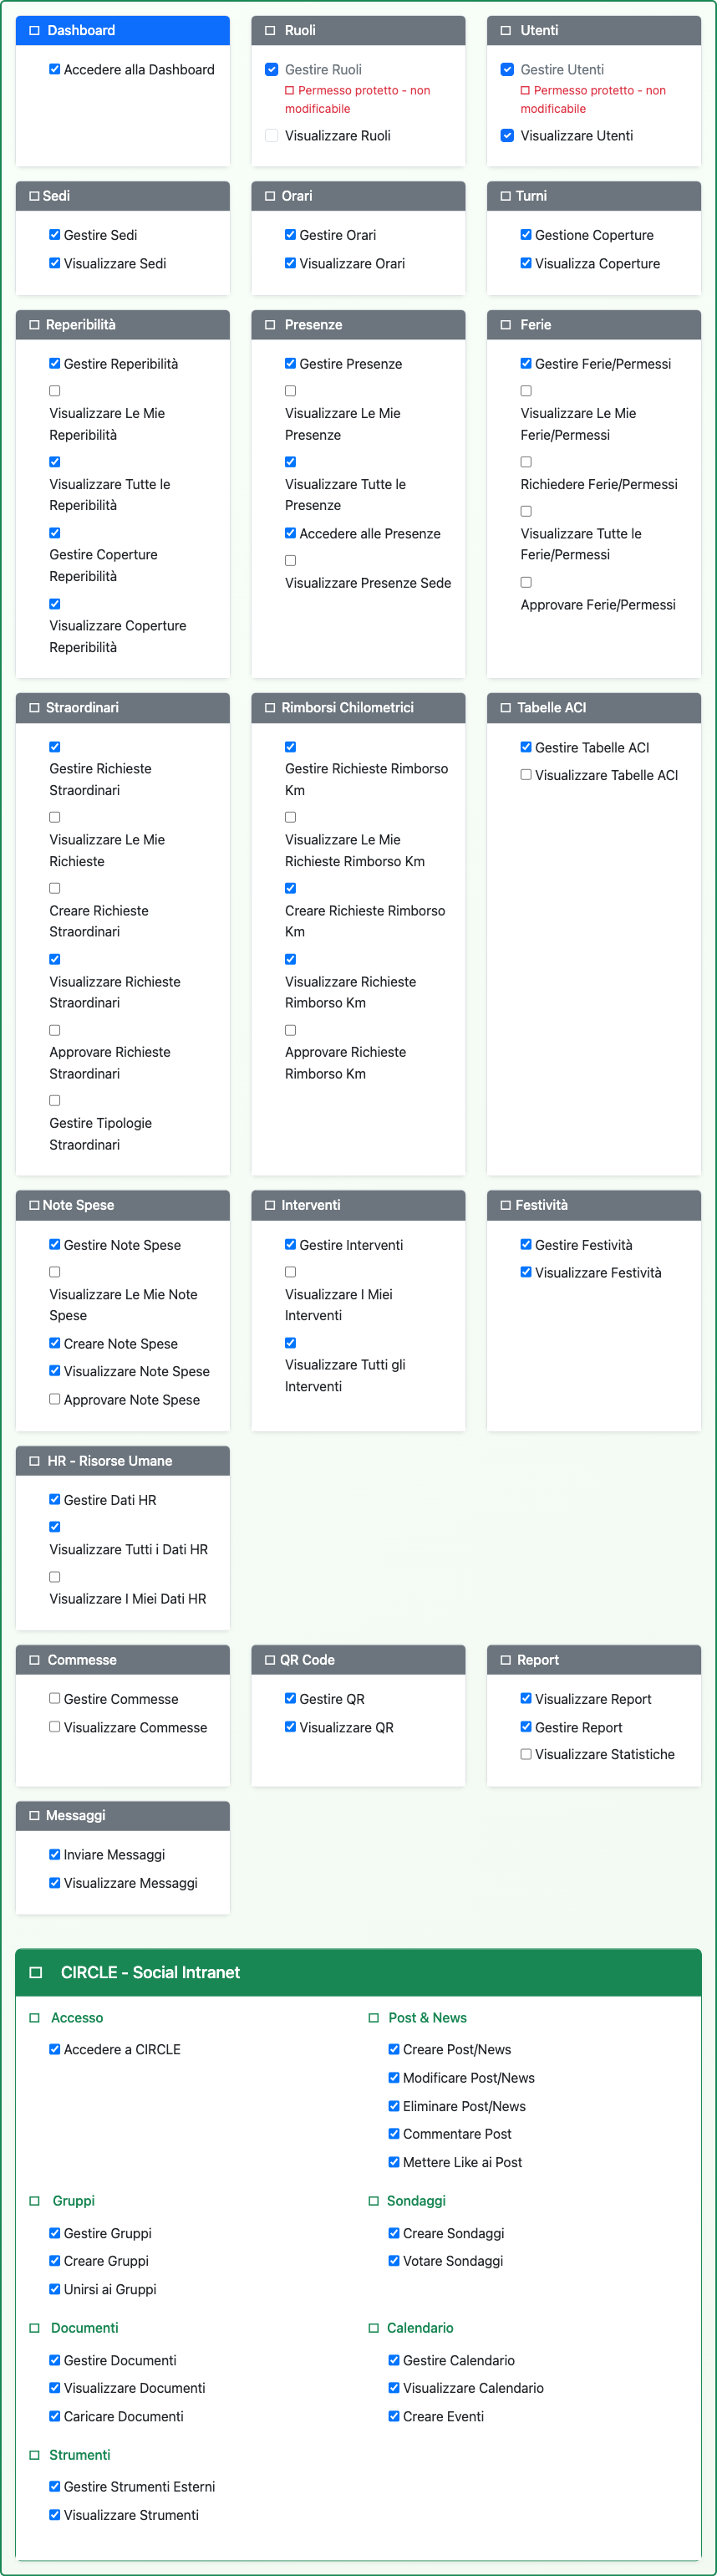 Dashboard
Accedere alla Dashboard
Ruoli
Gestire Ruoli
Permesso protetto - non
modificabile
Visualizzare Ruoli
Utenti
Gestire Utenti
Permesso protetto - non
modificabile
Visualizzare Utenti
Sedi
Gestire Sedi
Visualizzare Sedi
Orari
Gestire Orari
Visualizzare Orari
Turni
Gestione Coperture
Visualizza Coperture
Reperibilità
Gestire Reperibilità
Visualizzare Le Mie
Reperibilità
Visualizzare Tutte le
Reperibilità
Gestire Coperture
Reperibilità
Visualizzare Coperture
Reperibilità
Presenze
Gestire Presenze
Visualizzare Le Mie
Presenze
Visualizzare Tutte le
Presenze
Accedere alle Presenze
Visualizzare Presenze Sede
Ferie
Gestire Ferie/Permessi
Visualizzare Le Mie
Ferie/Permessi
Richiedere Ferie/Permessi
Visualizzare Tutte le
Ferie/Permessi
Approvare Ferie/Permessi
Straordinari
Gestire Richieste
Straordinari
Visualizzare Le Mie
Richieste
Creare Richieste
Straordinari
Visualizzare Richieste
Straordinari
Approvare Richieste
Straordinari
Gestire Tipologie
Straordinari
Rimborsi Chilometrici
Gestire Richieste Rimborso
Km
Visualizzare Le Mie
Richieste Rimborso Km
Creare Richieste Rimborso
Km
Visualizzare Richieste
Rimborso Km
Approvare Richieste
Rimborso Km
Tabelle ACI
Gestire Tabelle ACI
Visualizzare Tabelle ACI
Note Spese
Gestire Note Spese
Visualizzare Le Mie Note
Spese
Creare Note Spese
Visualizzare Note Spese
Approvare Note Spese
Interventi
Gestire Interventi
Visualizzare I Miei
Interventi
Visualizzare Tutti gli
Interventi
Festività
Gestire Festività
Visualizzare Festività
HR - Risorse Umane
Gestire Dati HR
Visualizzare Tutti i Dati HR
Visualizzare I Miei Dati HR
Commesse
Gestire Commesse
Visualizzare Commesse
QR Code
Gestire QR
Visualizzare QR
Report
Visualizzare Report
Gestire Report
Visualizzare Statistiche
Messaggi
Inviare Messaggi
Visualizzare Messaggi
CIRCLE - Social Intranet
Accesso
Accedere a CIRCLE
Post & News
Creare Post/News
Modificare Post/News
Eliminare Post/News
Commentare Post
Mettere Like ai Post
Gruppi
Gestire Gruppi
Creare Gruppi
Unirsi ai Gruppi
Sondaggi
Creare Sondaggi
Votare Sondaggi
Documenti
Gestire Documenti
Visualizzare Documenti
Caricare Documenti
Calendario
Gestire Calendario
Visualizzare Calendario
Creare Eventi
Strumenti
Gestire Strumenti Esterni
Visualizzare Strumenti